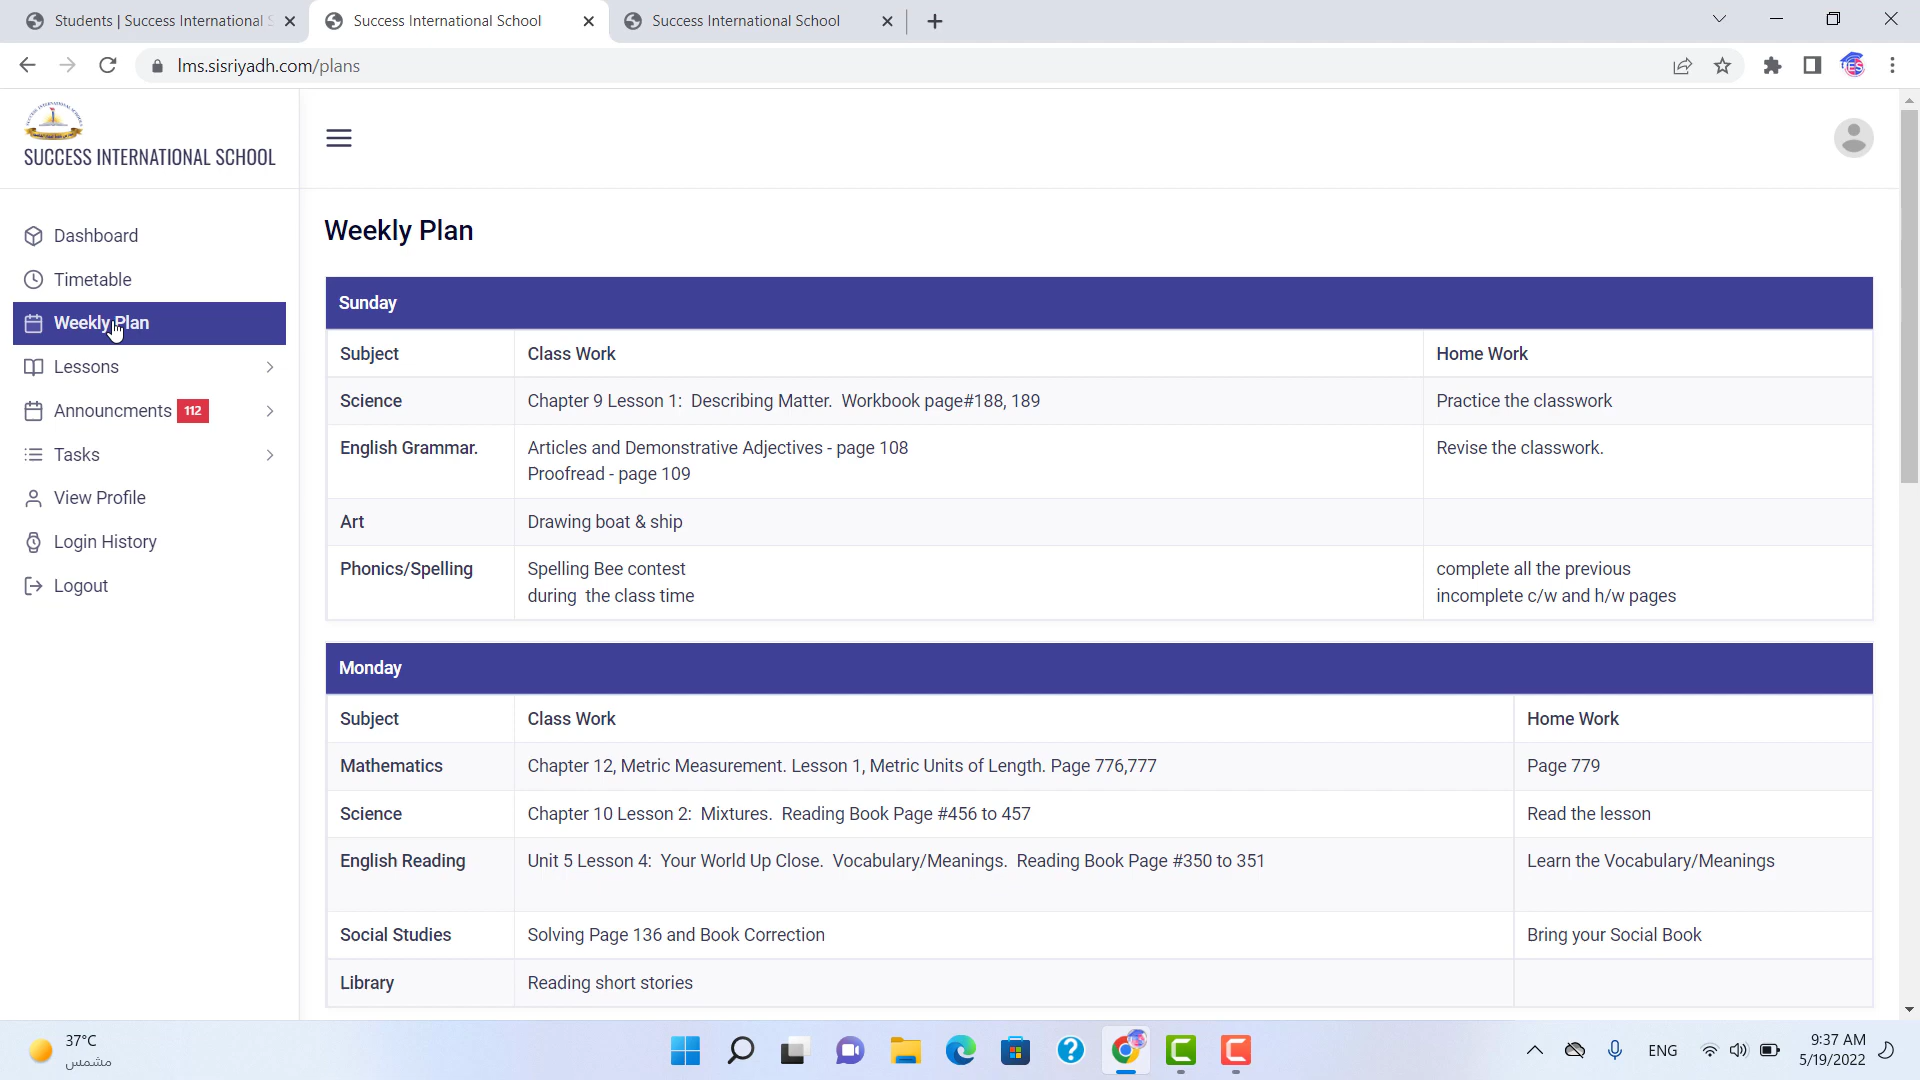 Students | Success International S
Success International School
Success International School
lms.sisriyadh.com/plans
SUCCESS INTERNATIONAL SCHOOL
Dashboard
Timetable
Weekly Plan
Lessons
Announcments 112
Tasks
View Profile
Login History
Logout
Weekly Plan
Sunday
Subject Class Work Home Work
Science Chapter 9 Lesson 1: Describing Matter. Workbook page#188, 189 Practice the classwork
English Grammar. Articles and Demonstrative Adjectives - page 108 Revise the classwork.
Proofread - page 109
Art Drawing boat & ship
Phonics/Spelling Spelling Bee contest complete all the previous
during the class time incomplete c/w and h/w pages
Monday
Subject Class Work Home Work
Mathematics Chapter 12, Metric Measurement. Lesson 1, Metric Units of Length. Page 776,777 Page 779
Science Chapter 10 Lesson 2: Mixtures. Reading Book Page #456 to 457 Read the lesson
English Reading Unit 5 Lesson 4: Your World Up Close. Vocabulary/Meanings. Reading Book Page #350 to 351 Learn the Vocabulary/Meanings
Social Studies Solving Page 136 and Book Correction Bring your Social Book
Library Reading short stories
37°C
مشمس
ENG
9:37 AM
5/19/2022